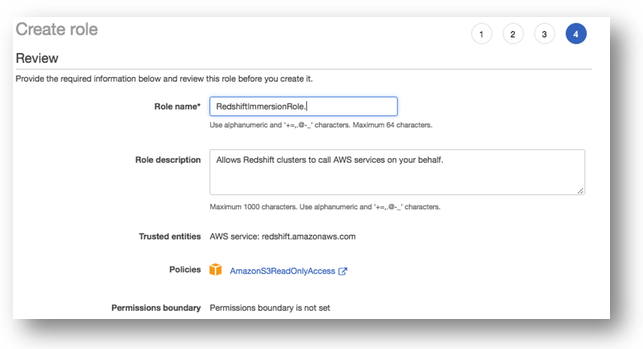 Create role
1 2 3 4
Review
Provide the required information below and review this role before you create it.
Role name* RedshiftImmersionRole.
Use alphanumeric and '+=,.@-_' characters. Maximum 64 characters.
Role description Allows Redshift clusters to call AWS services on your behalf.
Maximum 1000 characters. Use alphanumeric and '+=,.@-_' characters.
Trusted entities AWS service: redshift.amazonaws.com
Policies AmazonS3ReadOnlyAccess
Permissions boundary Permissions boundary is not set